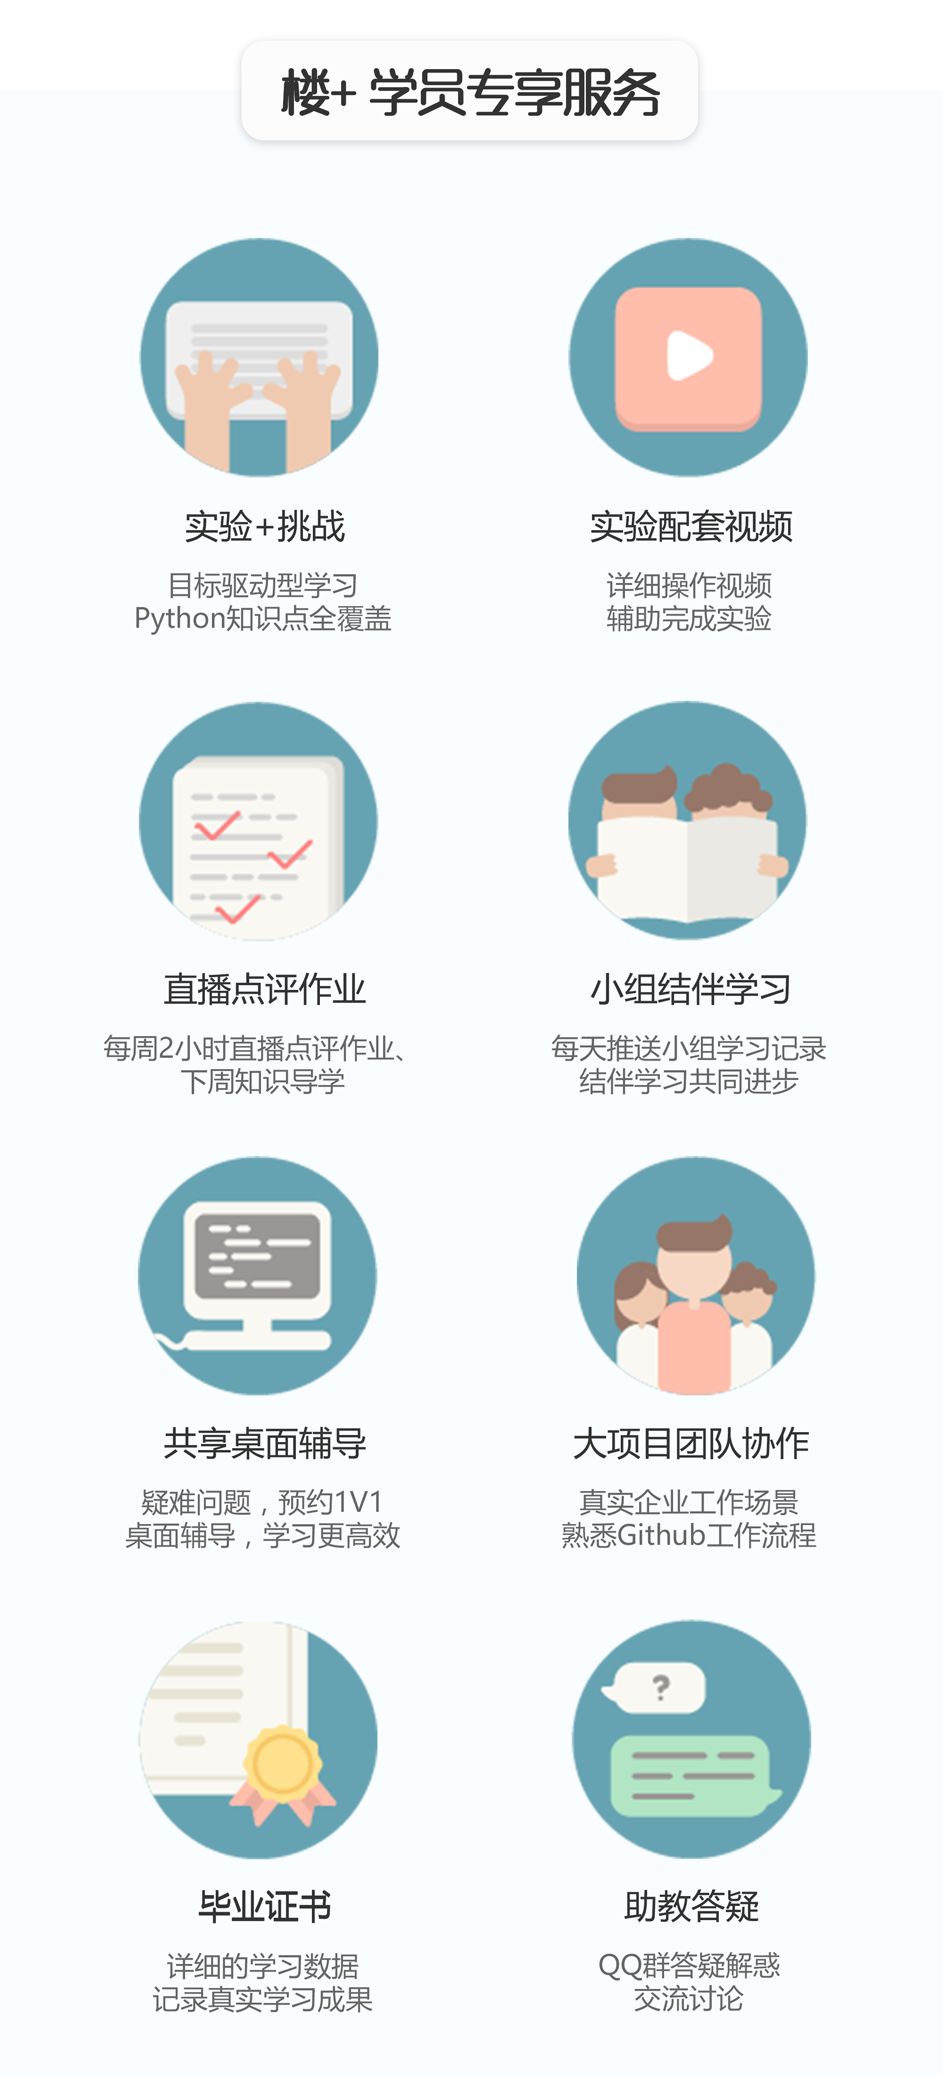 楼+ 学员专享服务
实验+挑战
目标驱动型学习
Python知识点全覆盖
实验配套视频
详细操作视频
辅助完成实验
直播点评作业
每周2小时直播点评作业、
下周知识导学
小组结伴学习
每天推送小组学习记录
结伴学习共同进步
共享桌面辅导
疑难问题，预约1V1
桌面辅导，学习更高效
大项目团队协作
真实企业工作场景
熟悉Github工作流程
毕业证书
详细的学习数据
记录真实学习成果
?
助教答疑
QQ群答疑解惑
交流讨论